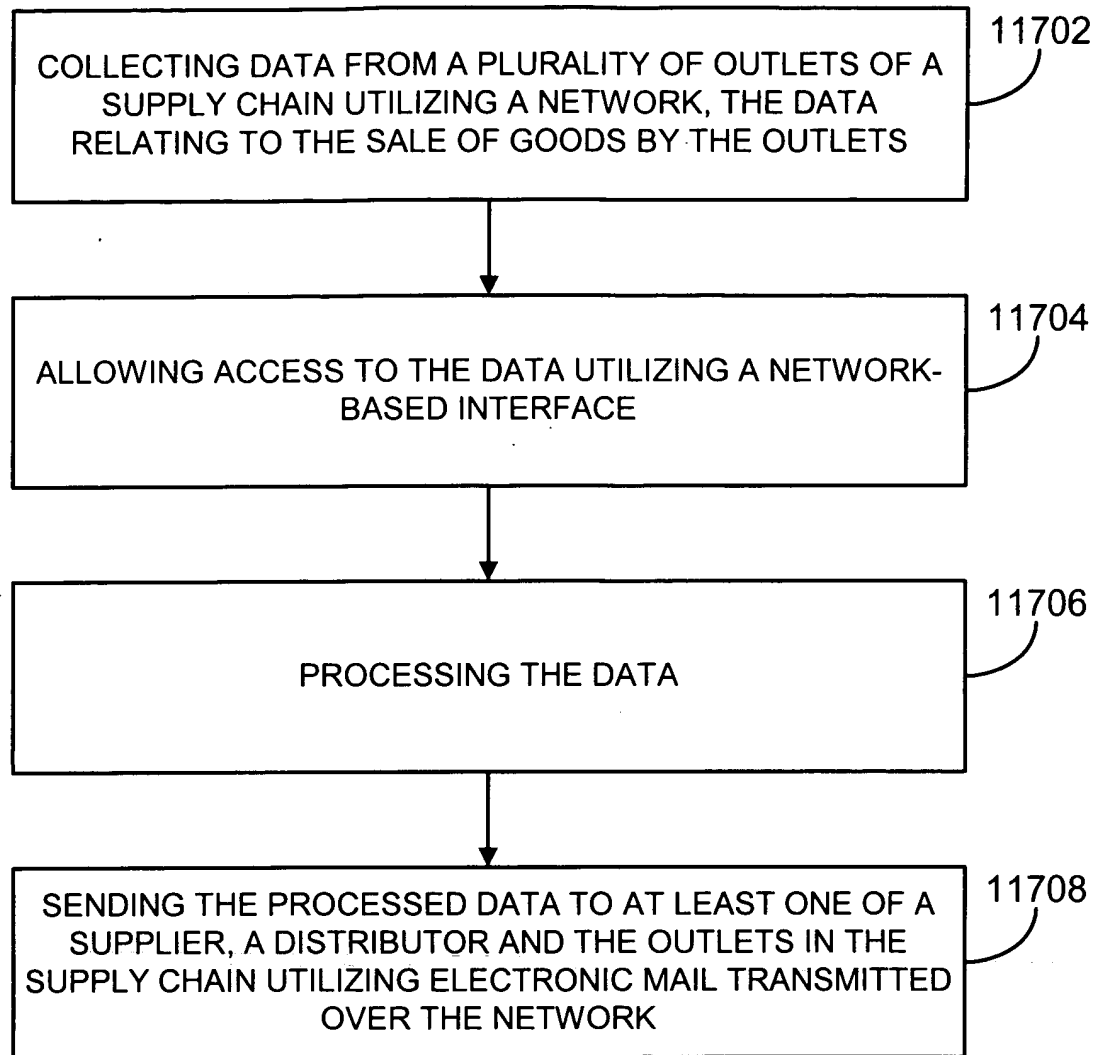 11702
COLLECTING DATA FROM A PLURALITY OF OUTLETS OF A
SUPPLY CHAIN UTILIZING A NETWORK, THE DATA
RELATING TO THE SALE OF GOODS BY THE OUTLETS
11704
ALLOWING ACCESS TO THE DATA UTILIZING A NETWORK-
BASED INTERFACE
11706
PROCESSING THE DATA
11708
SENDING THE PROCESSED DATA TO AT LEAST ONE OF A
SUPPLIER, A DISTRIBUTOR AND THE OUTLETS IN THE
SUPPLY CHAIN UTILIZING ELECTRONIC MAIL TRANSMITTED
OVER THE NETWORK